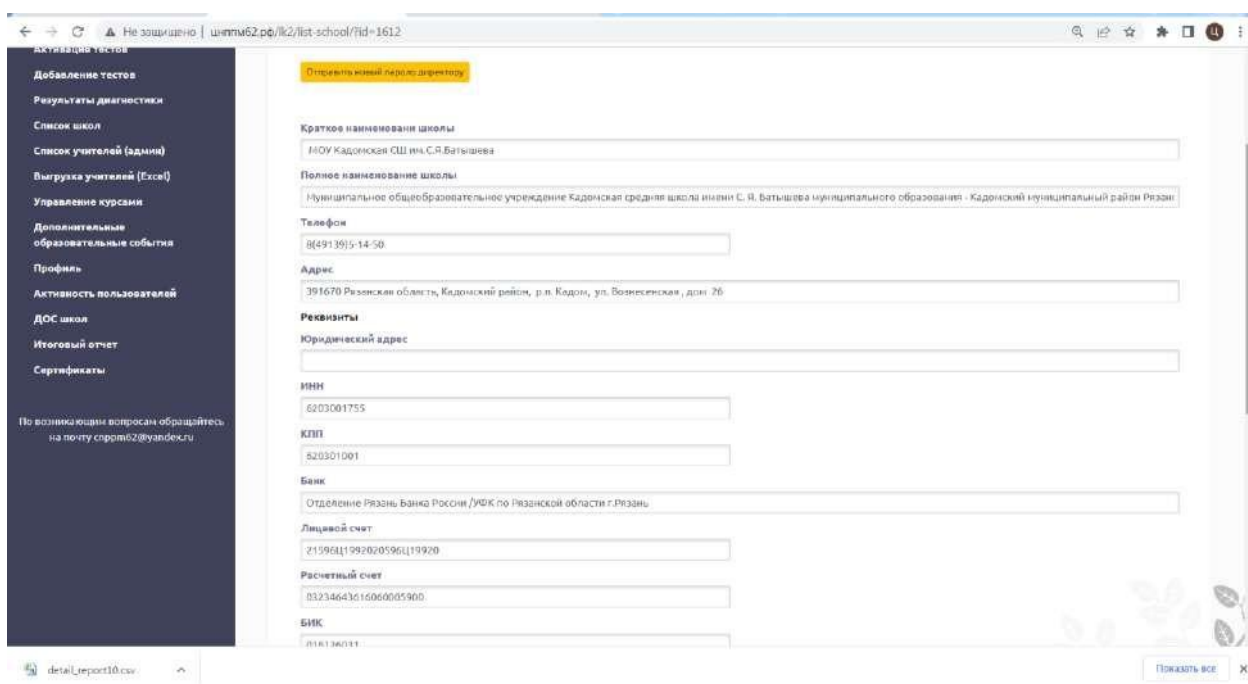 Не защищено | цнппм62.рф/lk2/list-school/?id=1612
Ц
Активация тестов
Добавление тестов
Результаты диагностики
Список школ
Список учителей (админ)
Выгрузка учителей (Excel)
Управление курсами
Дополнительные
образовательные события
Профиль
Активность пользователей
ДОС школ
Итоговый отчет
Сертификаты
По возникающим вопросам обращайтесь
на почту cnppm62@yandex.ru
Отправить новый пароль директору
Краткое наименовани школы
МОУ Кадомская СШ им.С.Я.Батышева
Полное наименование школы
Муниципальное общеобразовательное учреждение Кадомская средняя школа имени С. Я. Батышева муниципального образования - Кадомский муниципальный район Рязан
Телефон
8(49139)5-14-50
Адрес
391670 Рязанская область, Кадомский район, р.п. Кадом, ул. Вознесенская , дом 26
Реквизиты
Юридический адрес
ИНН
6203001755
КПП
620301001
Банк
Отделение Рязань Банка России /УФК по Рязанской области г.Рязань
Лицевой счет
Расчетный счет
БИК
detail_report10.csv
Показать все